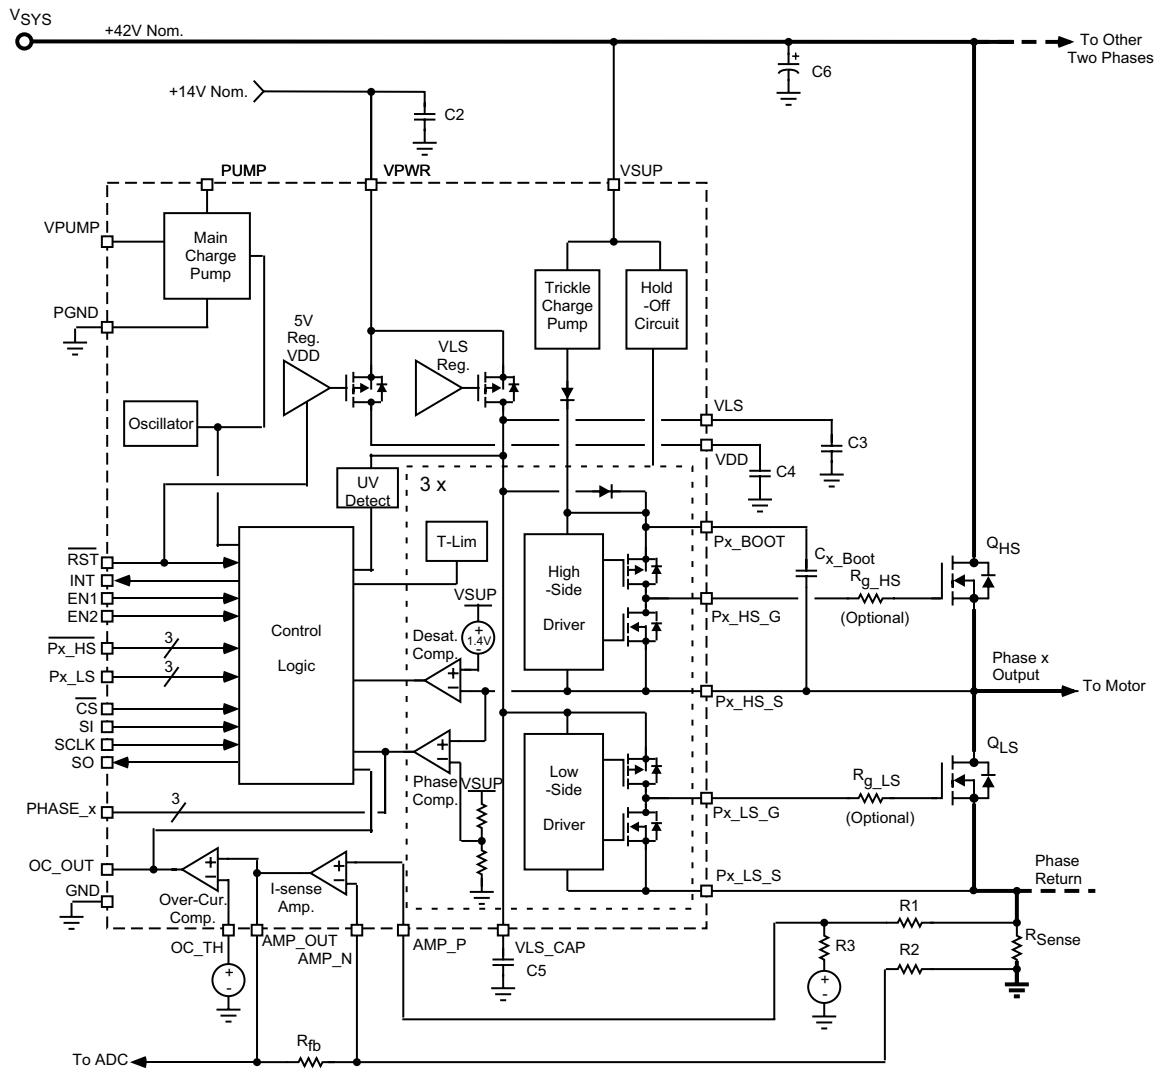 VSYS
+42V Nom.
To Other
Two Phases
C6
+14V Nom.
C2
PUMP
VPWR
VSUP
VPUMP
Main
Charge
Pump
PGND
Trickle
Charge
Pump
Hold
-Off
Circuit
5V
Reg.
VDD
VLS
Reg.
Oscillator
VLS
C3
VDD
C4
UV
Detect
3 x
T-Lim
Px_BOOT
Cx_Boot
QHS
RST
INT
EN1
EN2
Px_HS
3
Px_LS
3
CS
SI
SCLK
SO
Control
Logic
VSUP
Desat.
Comp.
+
1.4V
+
–
High
-Side
Driver
Rg_HS
(Optional)
Px_HS_G
Phase x
Output
To Motor
Px_HS_S
QLS
+
–
Phase
Comp.
VSUP
Low
-Side
Driver
Rg_LS
(Optional)
Px_LS_G
PHASE_x
3
OC_OUT
GND
+
–
Over-Cur.
Comp.
+
–
I-sense
Amp.
Px_LS_S
Phase
Return
R1
RSense
R2
R3
+
-
OC_TH
AMP_OUT
AMP_N
AMP_P
VLS_CAP
C5
+
-
To ADC
Rfb